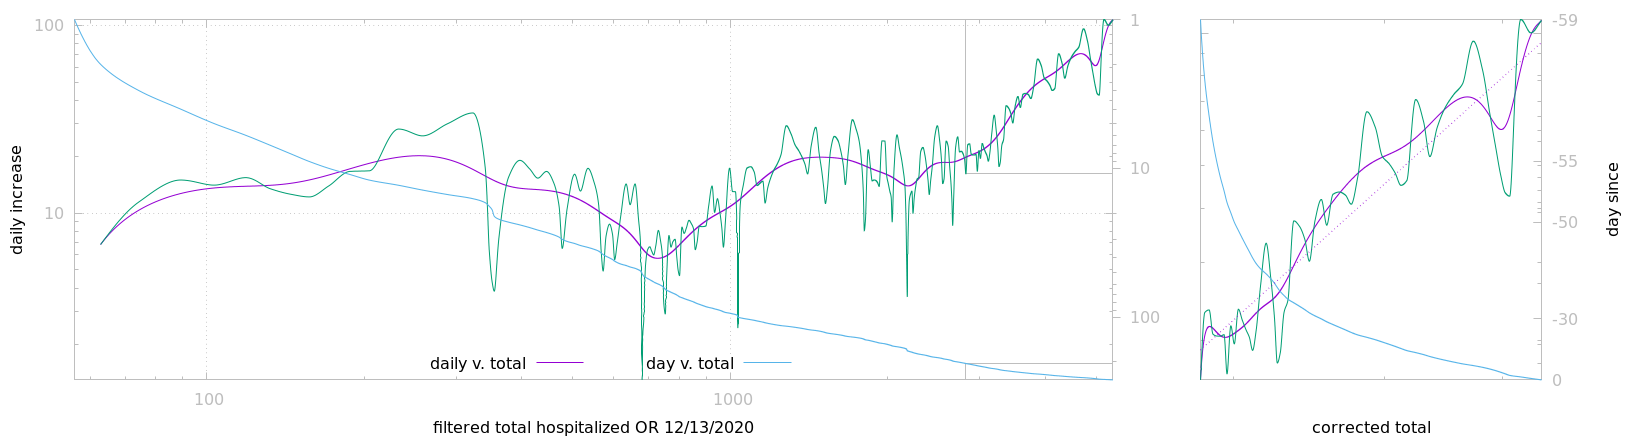 100
10
daily increase
1
10
100
daily v. total
day v. total
100
1000
filtered total hospitalized OR 12/13/2020
-59
-55
-50
-30
0
day since
corrected total